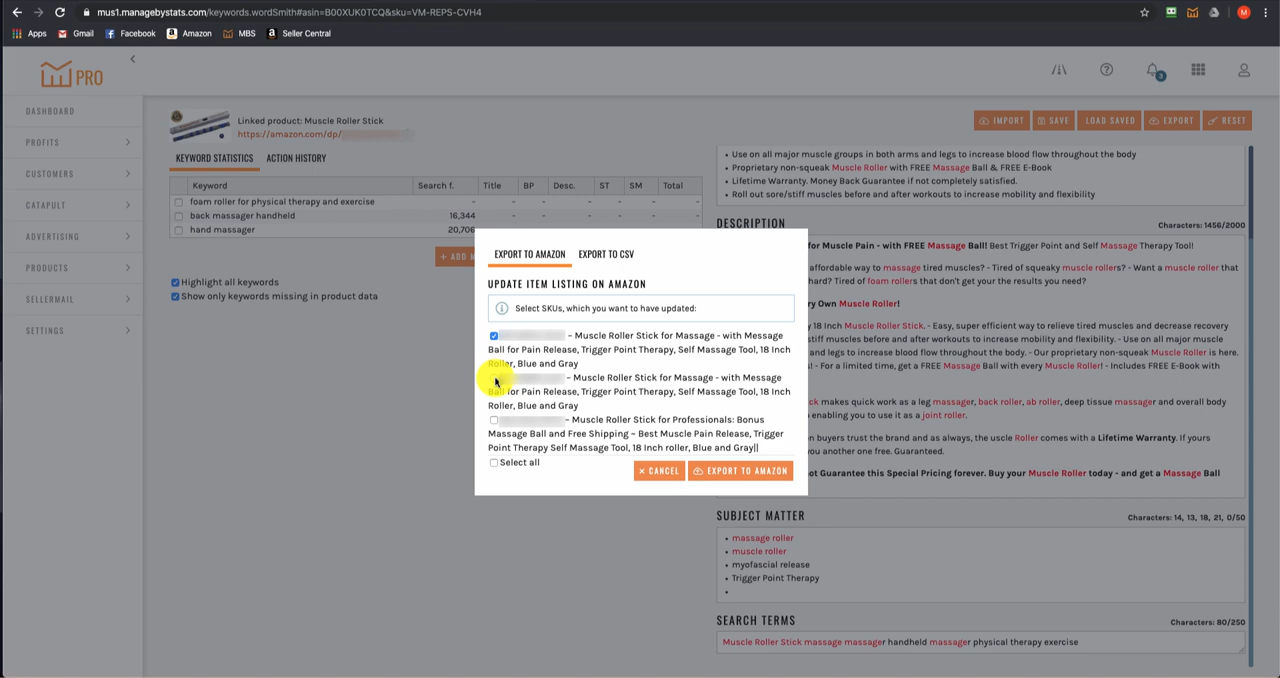 mus1.managebystats.com/keywords.wordSmith#asin=B00XUK0TCQ&sku=VM-REPS-CVH4
Apps Gmail Facebook Amazon MBS Seller Central
PRO
3
DASHBOARD
PROFITS
CUSTOMERS
CATAPULT
ADVERTISING
PRODUCTS
SELLERMAIL
SETTINGS
Linked product: Muscle Roller Stick
https://amazon.com/dp/
IMPORT SAVE LOAD SAVED EXPORT RESET
KEYWORD STATISTICS ACTION HISTORY
Keyword Search f. Title BP Desc. ST SM Total
foam roller for physical therapy and exercise - - - - - - -
back massager handheld 16,344 - - - - - -
hand massager 20,706
+ ADD
Highlight all keywords
Show only keywords missing in product data
EXPORT TO AMAZON EXPORT TO CSV
UPDATE ITEM LISTING ON AMAZON
Select SKUs, which you want to have updated:
– Muscle Roller Stick for Massage - with Message
Ball for Pain Release, Trigger Point Therapy, Self Massage Tool, 18 Inch
Roller, Blue and Gray
– Muscle Roller Stick for Massage - with Message
Ball for Pain Release, Trigger Point Therapy, Self Massage Tool, 18 Inch
Roller, Blue and Gray
– Muscle Roller Stick for Professionals: Bonus
Massage Ball and Free Shipping – Best Muscle Pain Release, Trigger
Point Therapy Self Massage Tool, 18 Inch roller, Blue and Gray||
Select all
× CANCEL EXPORT TO AMAZON
• Use on all major muscle groups in both arms and legs to increase blood flow throughout the body
• Proprietary non-squeak Muscle Roller with FREE Massage Ball & FREE E-Book
• Lifetime Warranty. Money Back Guarantee if not completely satisfied.
• Roll out sore/stiff muscles before and after workouts to increase mobility and flexibility
DESCRIPTION Characters: 1456/2000
for Muscle Pain - with FREE Massage Ball! Best Trigger Point and Self Massage Therapy Tool!
affordable way to massage tired muscles? - Tired of squeaky muscle rollers? - Want a muscle roller that
hard? Tired of foam rollers that don't get your the results you need?
Very Own Muscle Roller!
18 Inch Muscle Roller Stick. - Easy, super efficient way to relieve tired muscles and decrease recovery
stiff muscles before and after workouts to increase mobility and flexibility. - Use on all major muscle
and legs to increase blood flow throughout the body. - Our proprietary non-squeak Muscle Roller is here.
! - For a limited time, get a FREE Massage Ball with every Muscle Roller! - Includes FREE E-Book with
makes quick work as a leg massager, back roller, ab roller, deep tissue massager and overall body
enabling you to use it as a joint roller.
buyers trust the brand and as always, the uscle Roller comes with a Lifetime Warranty. If yours
you another one free. Guaranteed.
Guarantee this Special Pricing forever. Buy your Muscle Roller today - and get a Massage Ball
SUBJECT MATTER Characters: 14, 13, 18, 21, 0/50
• massage roller
• muscle roller
• myofascial release
• Trigger Point Therapy
•
SEARCH TERMS Characters: 80/250
Muscle Roller Stick massage massager handheld massager physical therapy exercise